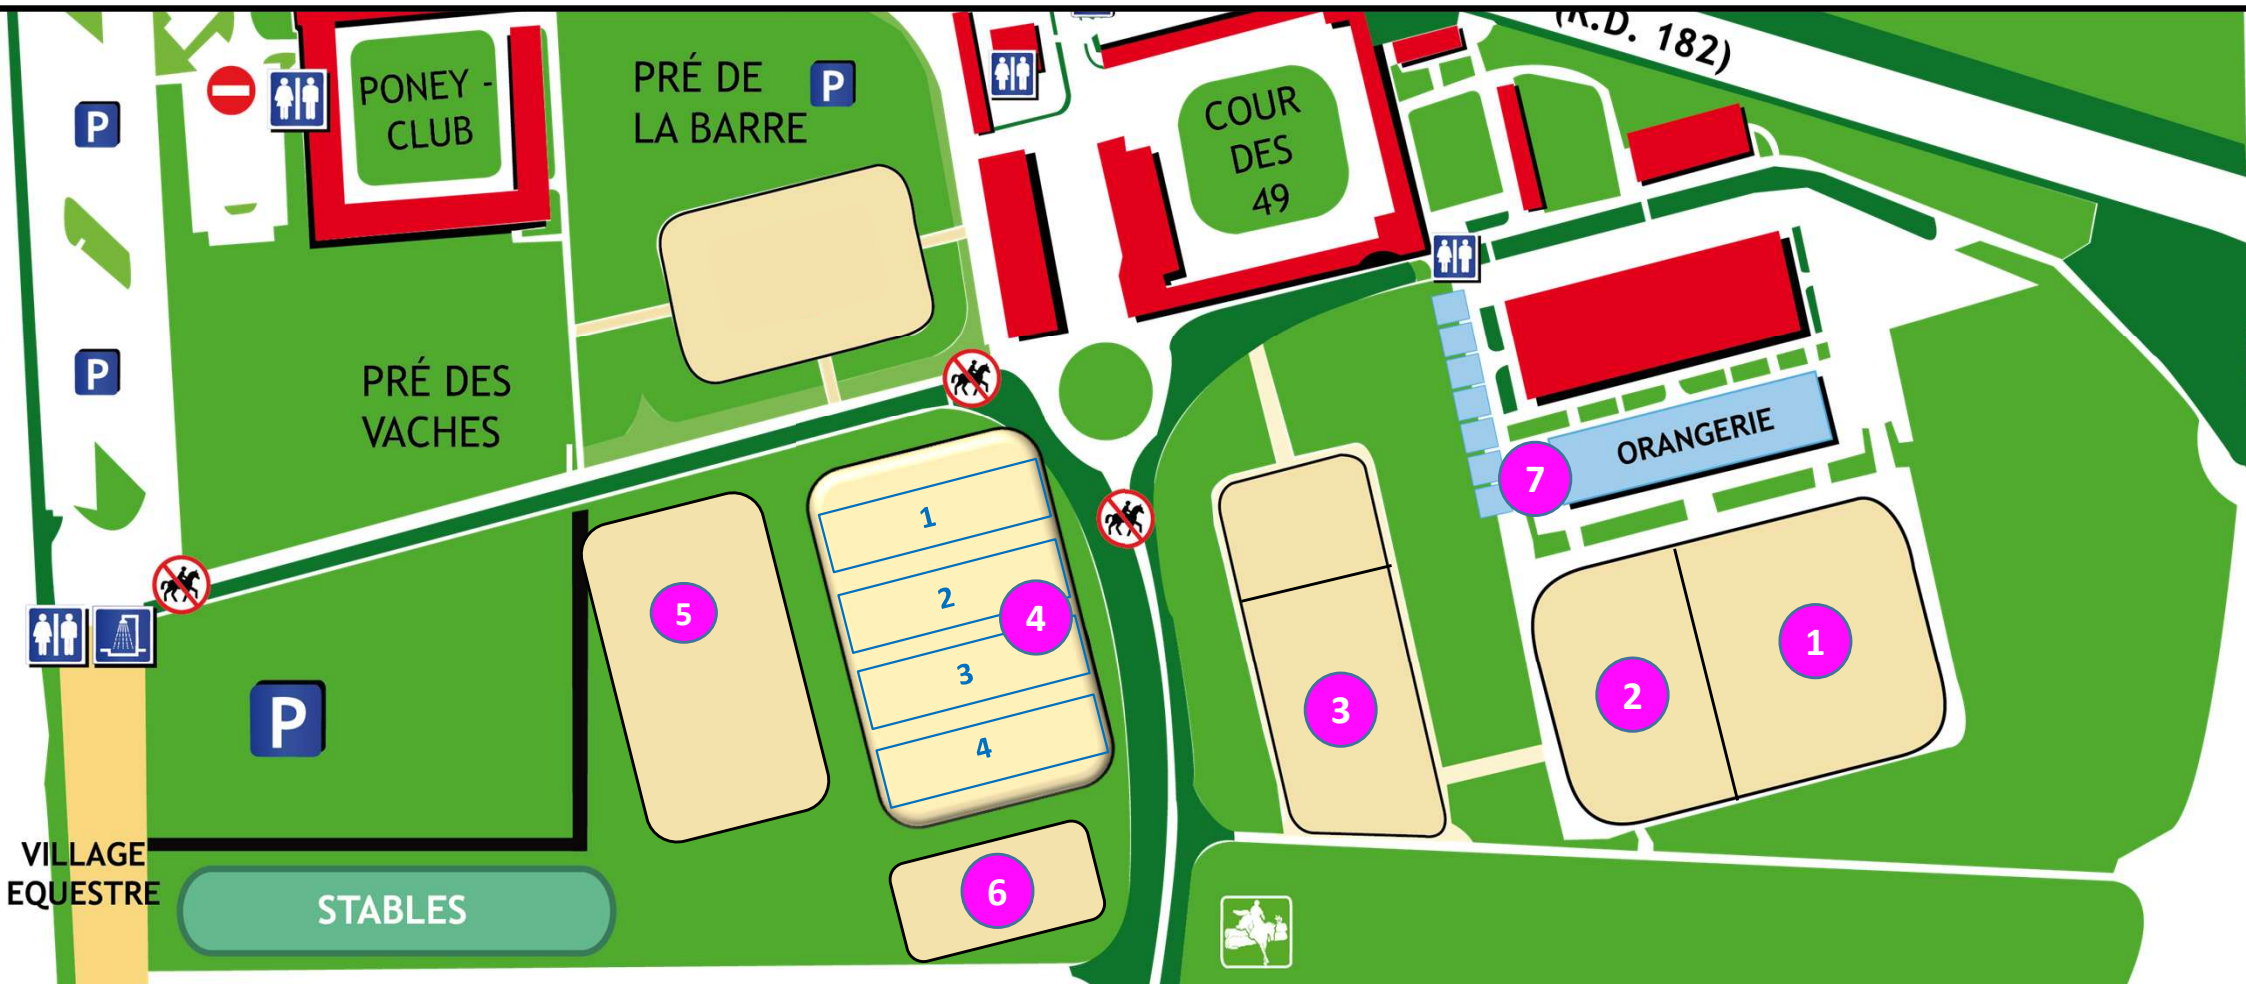 (R.D. 182)
P
PONEY -
CLUB
PRÉ DE
LA BARRE
P
COUR
DES
49
P
PRÉ DES
VACHES
ORANGERIE
7
1
2
3
4
4
5
3
2
1
P
6
VILLAGE
EQUESTRE
STABLES